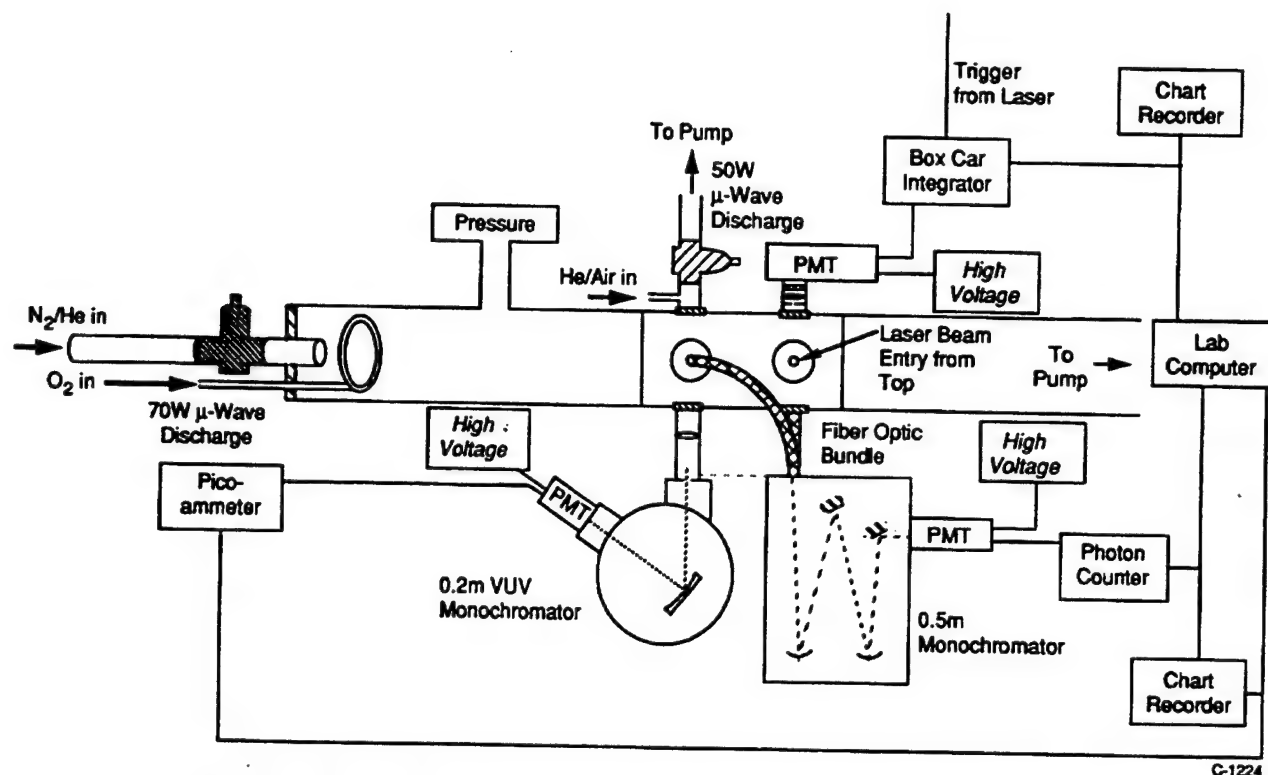 Trigger
from Laser
Chart
Recorder
To Pump
50W
μ-Wave
Discharge
Box Car
Integrator
Pressure
He/Air in
PMT
High
Voltage
N₂/He in
O₂ in
70W μ-Wave
Discharge
Laser Beam
Entry from
Top
To
Pump
Lab
Computer
High
Voltage
Fiber Optic
Bundle
High
Voltage
Pico-
ammeter
PMT
PMT
Photon
Counter
0.2m VUV
Monochromator
0.5m
Monochromator
Chart
Recorder
C-1224